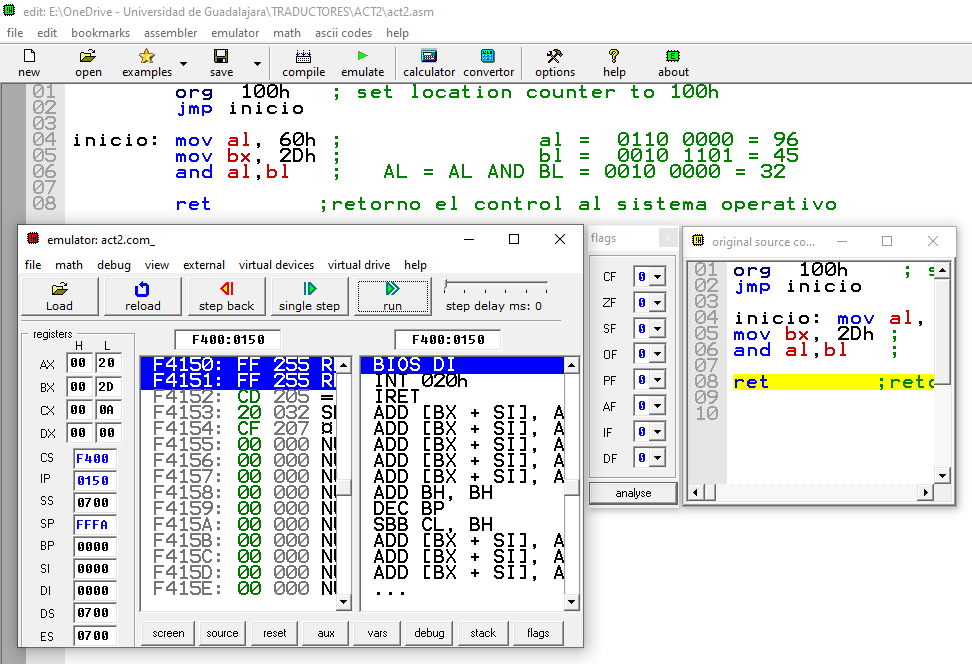 edit: E:\OneDrive - Universidad de Guadalajara\TRADUCTORES\ACT2\act2.asm
file edit bookmarks assembler emulator math ascii codes help
new open examples save compile emulate calculator convertor options help about
01 org 100h ; set location counter to 100h
02 jmp inicio
03
04 inicio: mov al, 60h ; al = 0110 0000 = 96
05 mov bx, 2Dh ; bl = 0010 1101 = 45
06 and al,bl ; AL = AL AND BL = 0010 0000 = 32
07
08 ret ;retorno el control al sistema operativo
emulator: act2.com_
file math debug view external virtual devices virtual drive help
Load reload step back single step run step delay ms: 0
registers
H L
AX 00 20
BX 00 2D
CX 00 0A
DX 00 00
CS F400
IP 0150
SS 0700
SP FFFA
BP 0000
SI 0000
DI 0000
DS 0700
ES 0700
F400:0150
F4150: FF 255 R
F4151: FF 255 R
F4152: CD 205 =
F4153: 20 032 S
F4154: CF 207 ¤
F4155: 00 000 N
F4156: 00 000 N
F4157: 00 000 N
F4158: 00 000 N
F4159: 00 000 N
F415A: 00 000 N
F415B: 00 000 N
F415C: 00 000 N
F415D: 00 000 N
F415E: 00 000 N
F400:0150
BIOS DI
INT 020h
IRET
ADD [BX + SI], A
ADD [BX + SI], A
ADD [BX + SI], A
ADD [BX + SI], A
ADD [BX + SI], A
ADD BH, BH
DEC BP
SBB CL, BH
ADD [BX + SI], A
ADD [BX + SI], A
ADD [BX + SI], A
...
screen source reset aux vars debug stack flags
flags
CF 0
ZF 0
SF 0
OF 0
PF 0
AF 0
IF 0
DF 0
analyse
original source co...
01 org 100h ; s
02 jmp inicio
03
04 inicio: mov al,
05 mov bx, 2Dh ;
06 and al,bl ;
07
08 ret ;reto
09
10